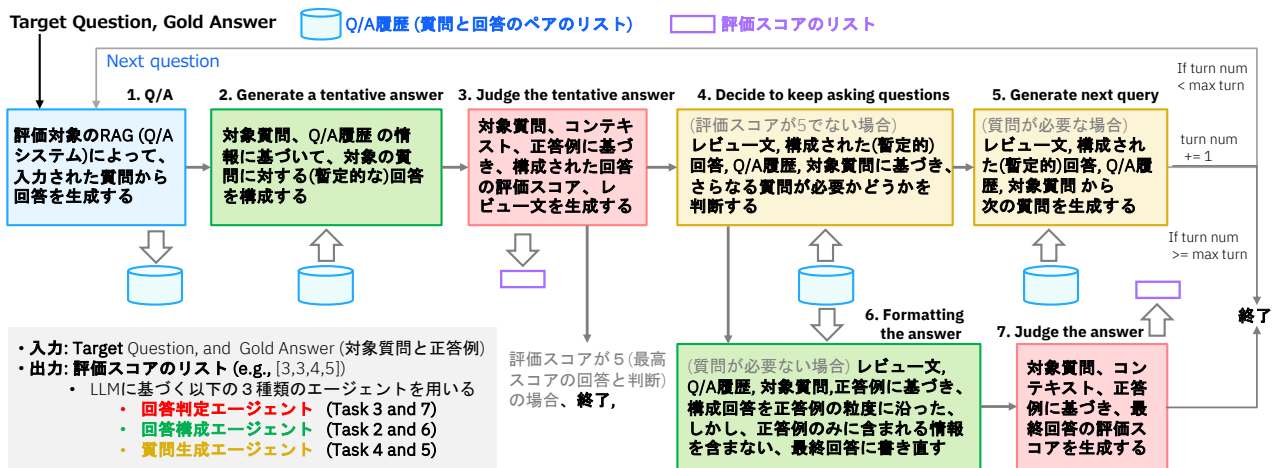 Target Question, Gold Answer
Q/A履歴 (質問と回答のペアのリスト)
評価スコアのリスト
Next question
1. Q/A
評価対象のRAG (Q/A
システム)によって、
入力された質問から
回答を生成する
2. Generate a tentative answer
対象質問、Q/A履歴 の情
報に基づいて、対象の質
問に対する(暫定的な)回答
を構成する
3. Judge the tentative answer
対象質問、コンテキ
スト、正答例に基づ
き、構成された回答
の評価スコア、レ
ビュー文を生成する
4. Decide to keep asking questions
(評価スコアが5でない場合)
レビュー文, 構成された(暫定的)
回答, Q/A履歴, 対象質問に基づき、
さらなる質問が必要かどうかを
判断する
5. Generate next query
(質問が必要な場合)
レビュー文, 構成され
た(暫定的)回答, Q/A履
歴, 対象質問 から
次の質問を生成する
If turn num
< max turn
turn num
+= 1
If turn num
>= max turn
終了
評価スコアが５(最高
スコアの回答と判断)
の場合、終了,
6. Formatting
the answer
(質問が必要ない場合) レビュー文,
Q/A履歴, 対象質問,正答例に基づき、
構成回答を正答例の粒度に沿った、
しかし、正答例のみに含まれる情報
を含まない、最終回答に書き直す
7. Judge the answer
対象質問、コン
テキスト、正答
例に基づき、最
終回答の評価ス
コアを生成する
• 入力: Target Question, and Gold Answer (対象質問と正答例)
• 出力: 評価スコアのリスト (e.g., [3,3,4,5])
• LLMに基づく以下の３種類のエージェントを用いる
• 回答判定エージェント (Task 3 and 7)
• 回答構成エージェント (Task 2 and 6)
• 質問生成エージェント (Task 4 and 5)